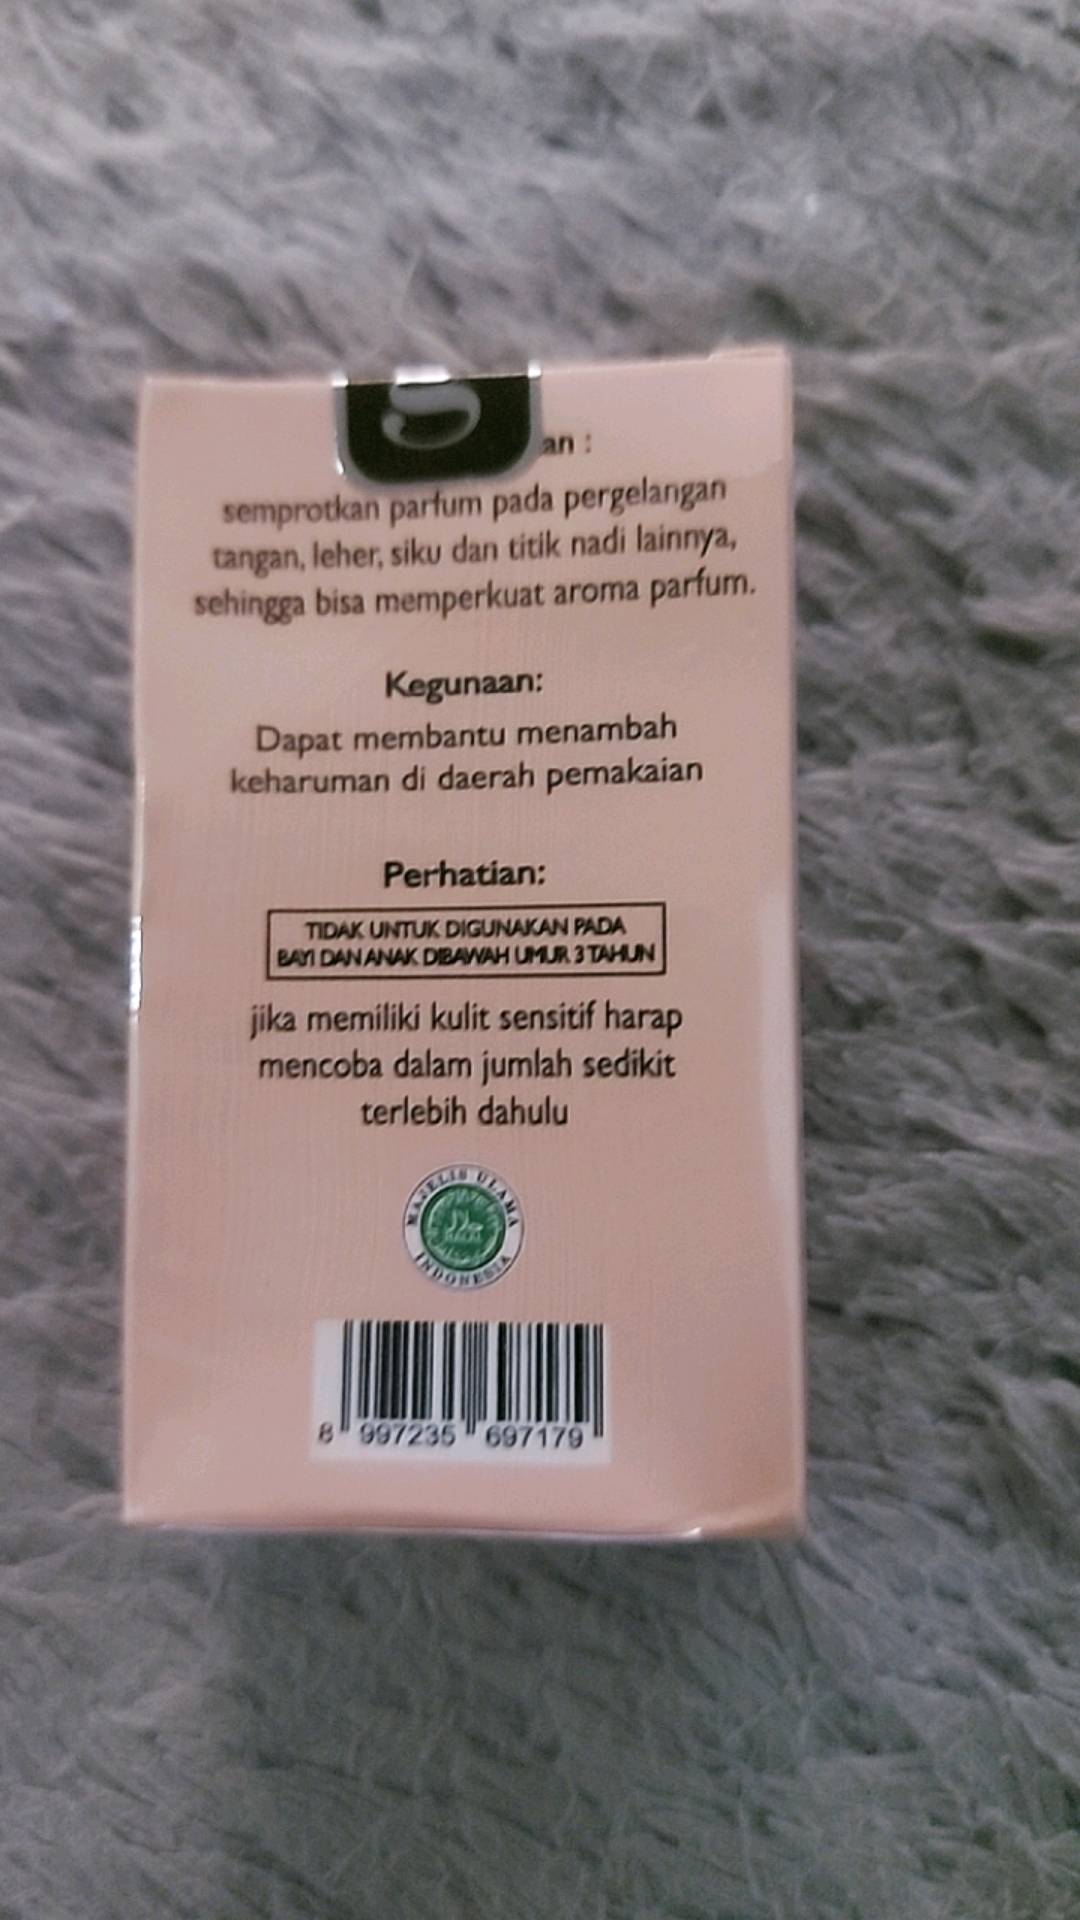 an :
semprotkan parfum pada pergelangan
tangan, leher, siku dan titik nadi lainnya,
sehingga bisa memperkuat aroma parfum.
Kegunaan:
Dapat membantu menambah
keharuman di daerah pemakaian
Perhatian:
TIDAK UNTUK DIGUNAKAN PADA
BAYI DAN ANAK DIBAWAH UMUR 3 TAHUN
jika memiliki kulit sensitif harap
mencoba dalam jumlah sedikit
terlebih dahulu
MAJELIS ULAMA
HALAL
INDONESIA
8 997235 697179